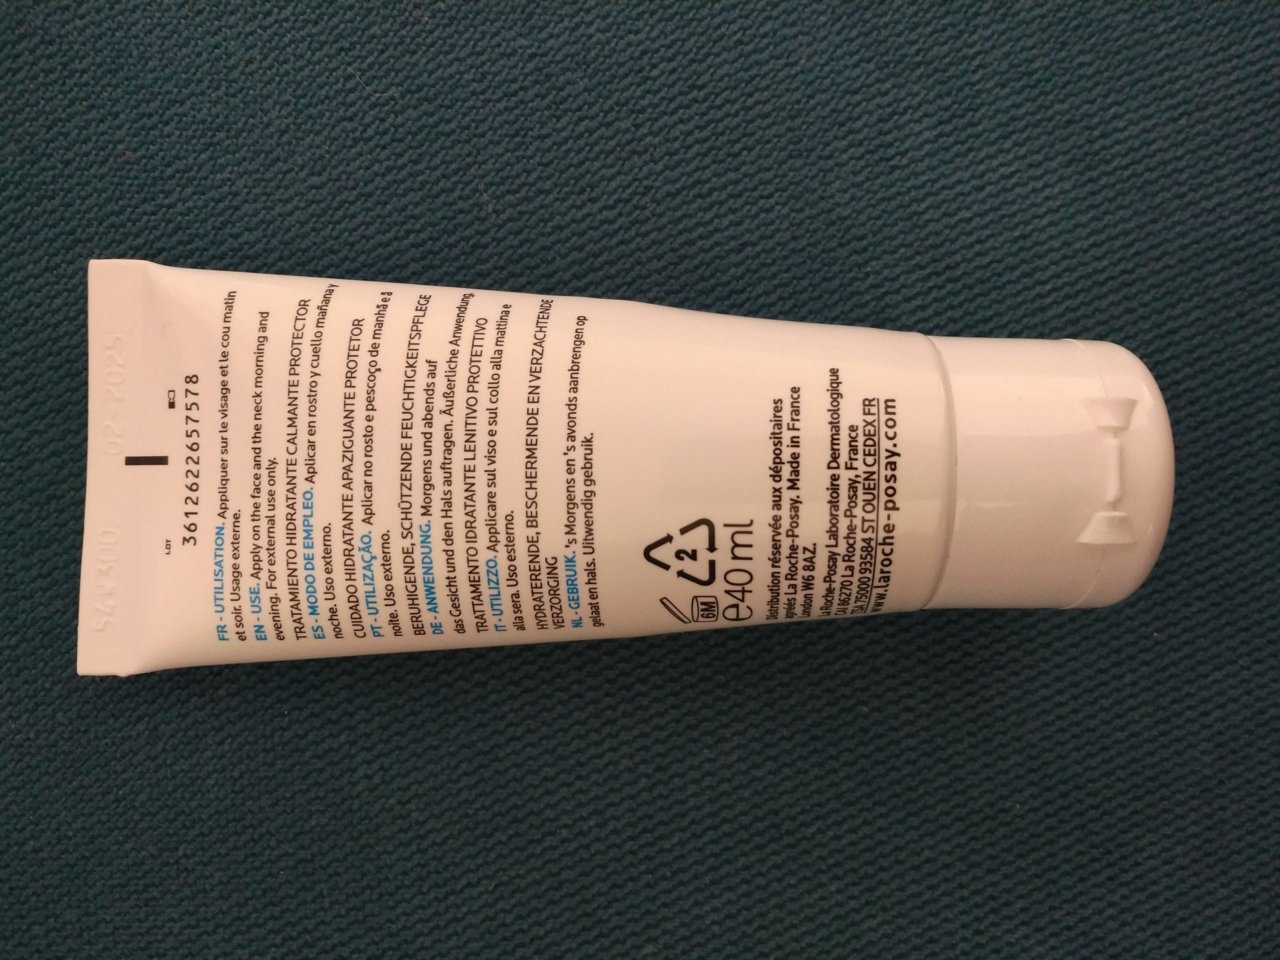 54W300 02-2025
LOT
3612622657578
FR - UTILISATION. Appliquer sur le visage et le cou matin
et soir. Usage externe.
EN - USE. Apply on the face and the neck morning and
evening. For external use only.
TRATAMIENTO HIDRATANTE CALMANTE PROTECTOR
ES - MODO DE EMPLEO. Aplicar en rostro y cuello mañana y
noche. Uso externo.
CUIDADO HIDRATANTE APAZIGUANTE PROTETOR
PT - UTILIZAÇÃO. Aplicar no rosto e pescoço de manhã e à
noite. Uso externo.
BERUHIGENDE, SCHÜTZENDE FEUCHTIGKEITSPFLEGE
DE - ANWENDUNG. Morgens und abends auf
das Gesicht und den Hals auftragen. Äußerliche Anwendung.
TRATTAMENTO IDRATANTE LENITIVO PROTETTIVO
IT - UTILIZZO. Applicare sul viso e sul collo alla mattina e
alla sera. Uso esterno.
HYDRATERENDE, BESCHERMENDE EN VERZACHTENDE
VERZORGING
NL - GEBRUIK. 's Morgens en 's avonds aanbrengen op
gelaat en hals. Uitwendig gebruik.
2
6M
e 40 ml
Distribution réservée aux dépositaires
agréés La Roche-Posay. Made in France
London W6 8AZ.
La Roche-Posay Laboratoire Dermatologique
CAI 86270 La Roche-Posay, France
TSA 75000 93584 ST OUEN CEDEX FR
www.laroche-posay.com